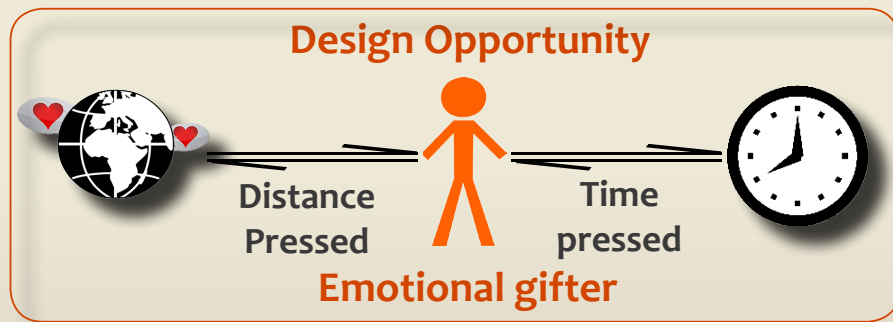 Design Opportunity
Distance
Pressed
Time
pressed
Emotional gifter